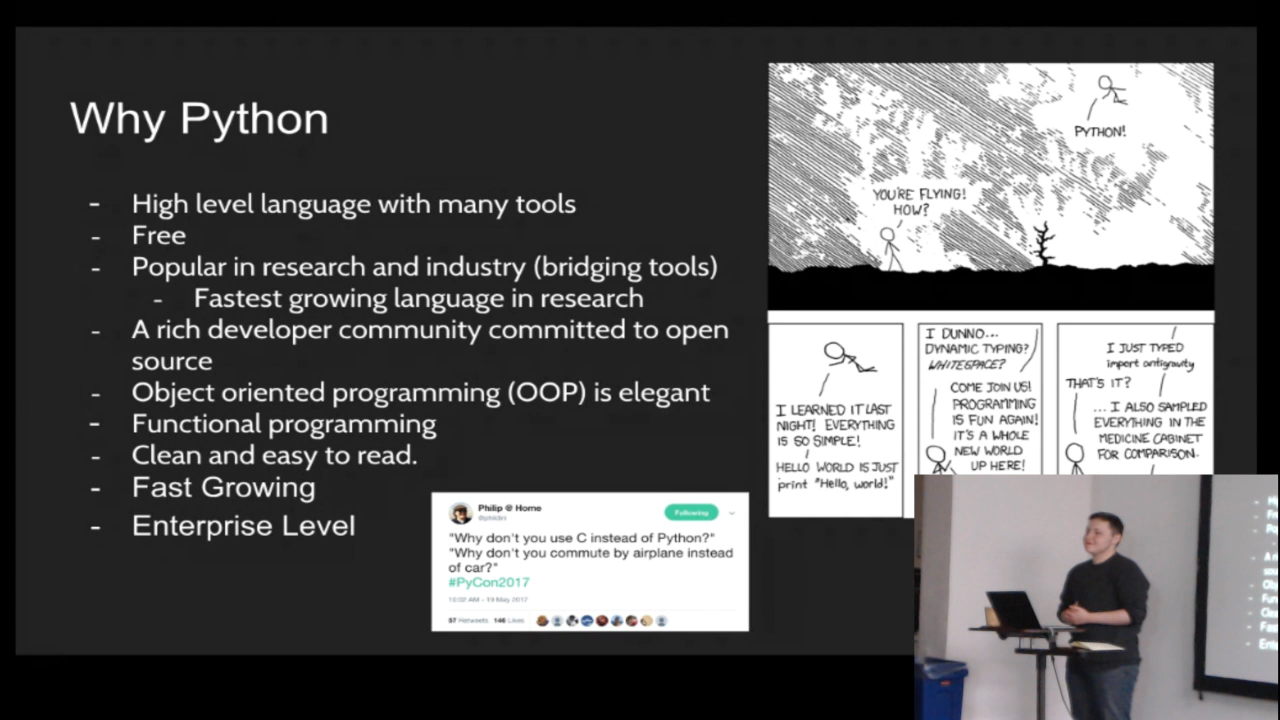 Why Python
- High level language with many tools
- Free
- Popular in research and industry (bridging tools)
- Fastest growing language in research
- A rich developer community committed to open
source
- Object oriented programming (OOP) is elegant
- Functional programming
- Clean and easy to read.
- Fast Growing
- Enterprise Level
Philip @ Home
Following
"Why don't you use C instead of Python?"
"Why don't you commute by airplane instead
of car?"
#PyCon2017
10:02 AM - 19 May 2017
57 Retweets 146 Likes
PYTHON!
YOU'RE FLYING!
HOW?
I LEARNED IT LAST
NIGHT! EVERYTHING
IS SO SIMPLE!
HELLO WORLD IS JUST
print "Hello, world!"
I DUNNO...
DYNAMIC TYPING?
WHITESPACE?
COME JOIN US!
PROGRAMMING
IS FUN AGAIN!
IT'S A WHOLE
NEW WORLD
UP HERE!
I JUST TYPED
import antigravity
THAT'S IT?
... I ALSO SAMPLED
EVERYTHING IN THE
MEDICINE CABINET
FOR COMPARISON.